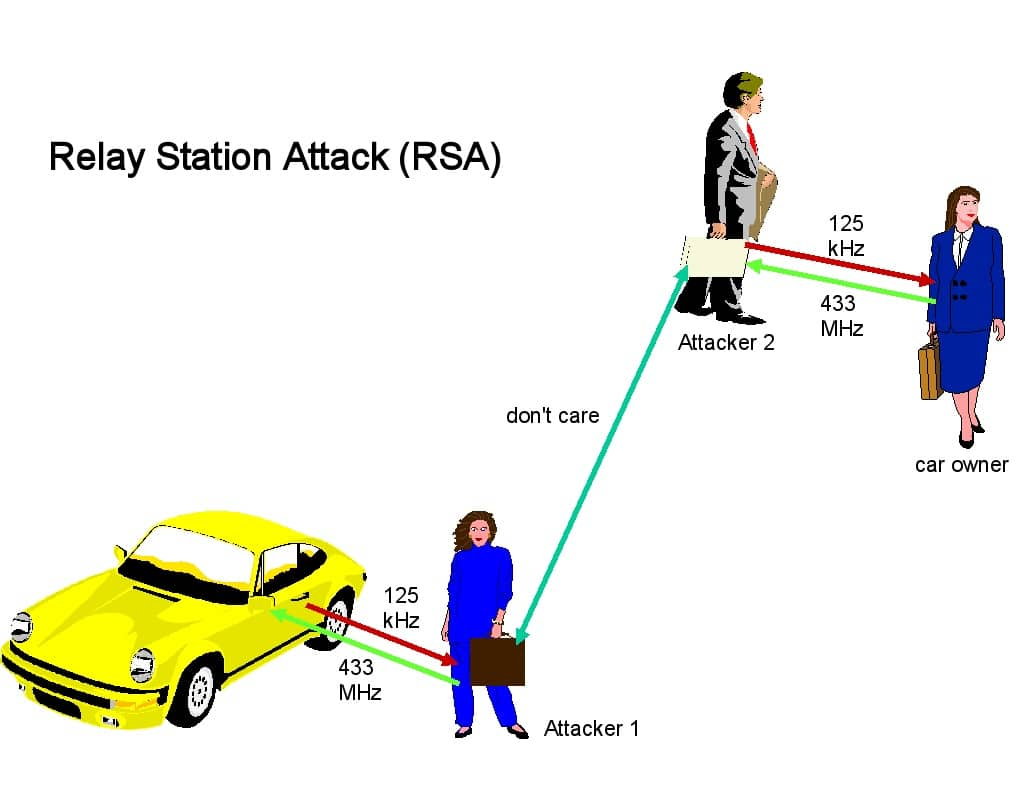 Relay Station Attack (RSA)
125
kHz
433
MHz
Attacker 2
don't care
car owner
125
kHz
433
MHz
Attacker 1